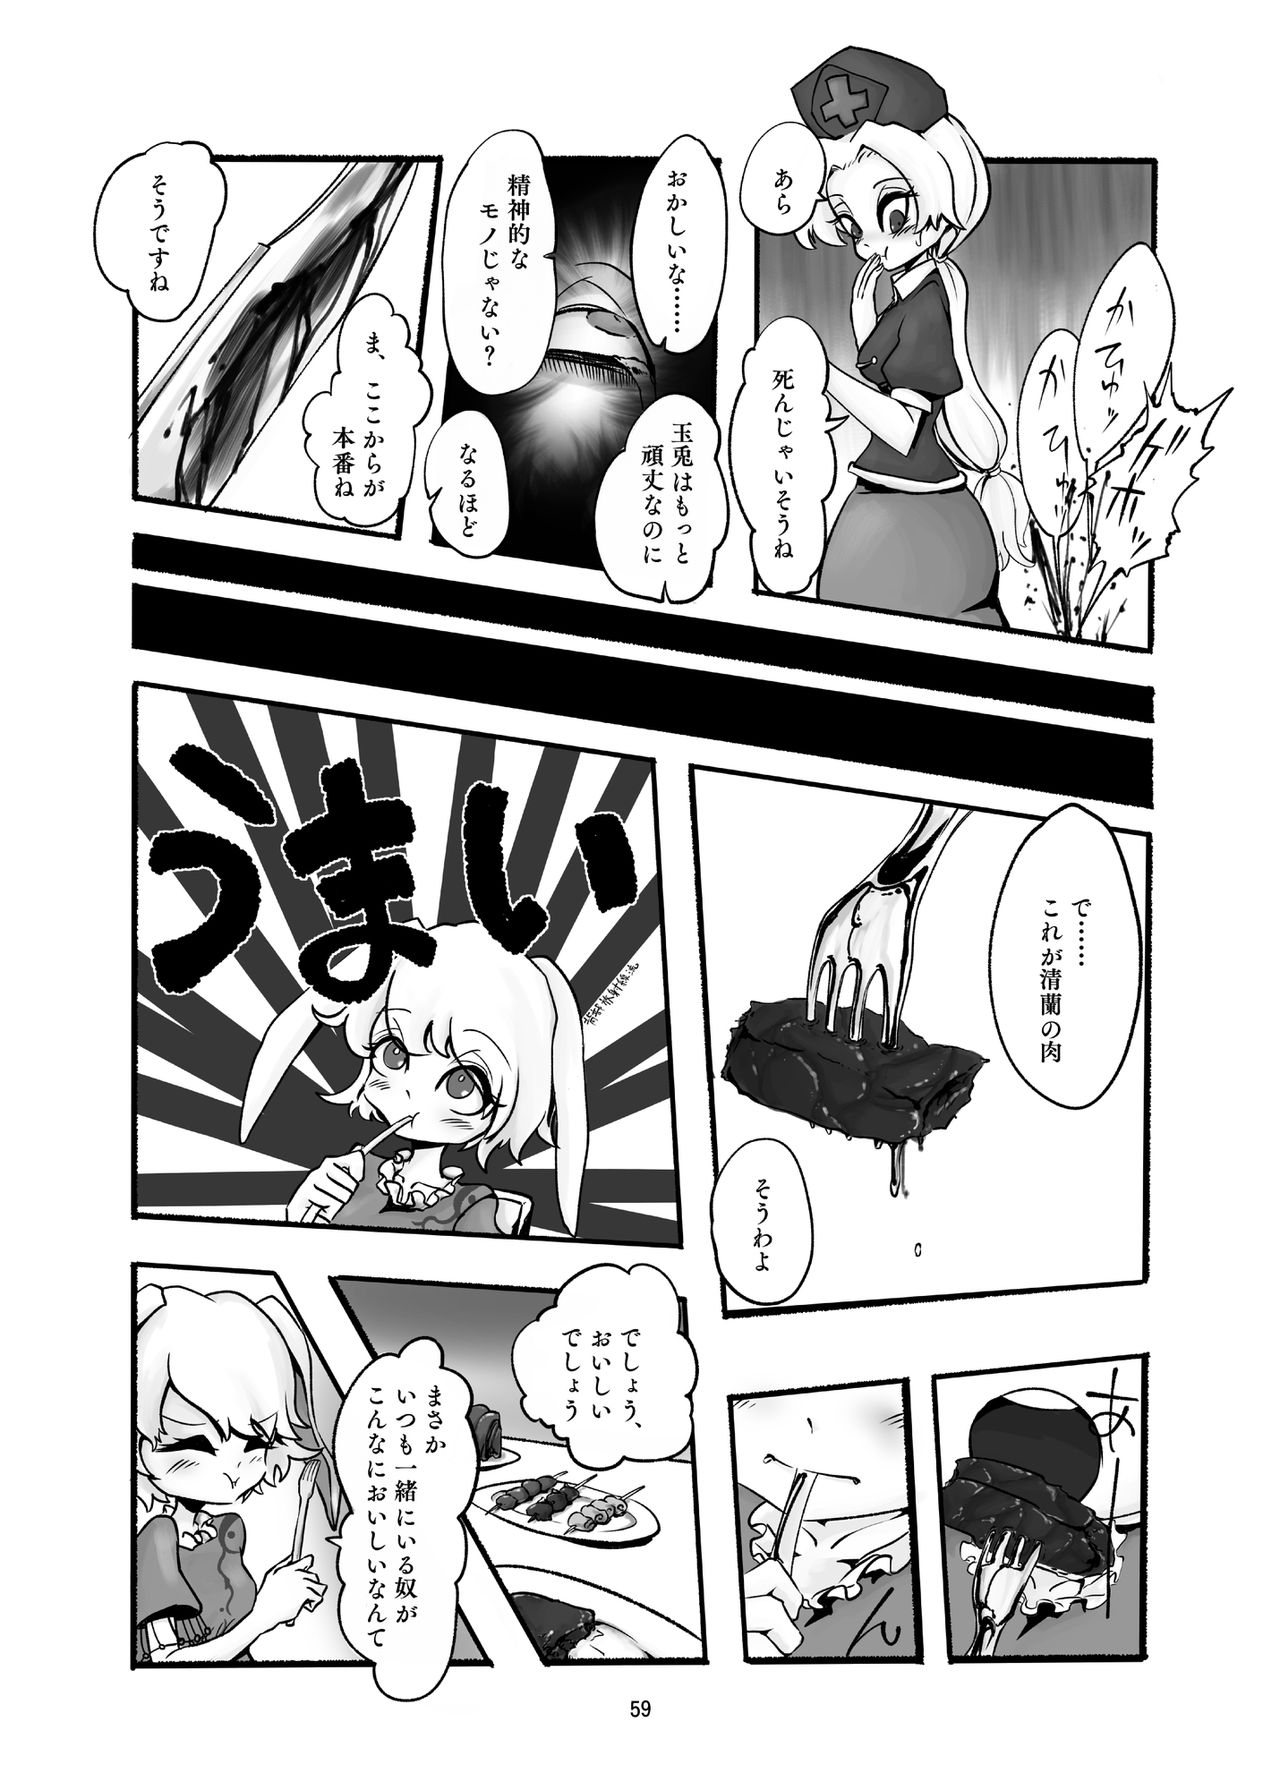 あら
死んじゃいそうね
かてゅッ
かひゅ
ゲホッ
おかしいな……
精神的な
モノじゃない?
玉兎はもっと
頑丈なのに
なるほど
そうですね
ま、ここからが
本番ね
で……
これが清蘭の肉
そうわよ
うまい
あー
ん
でしょう、
おいしい
でしょう
まさか
いつも一緒にいる奴が
こんなにおいしいなんて
59